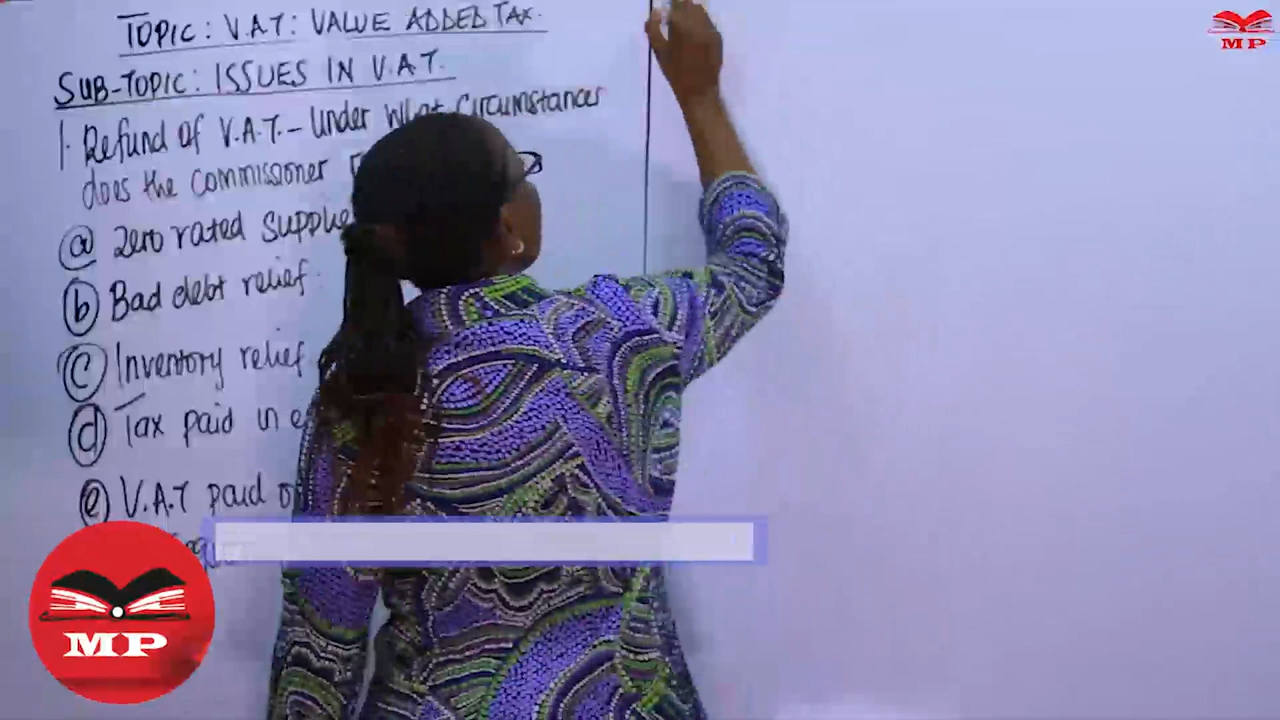 TOPIC: V.A.T: VALUE ADDED TAX.
SUB-TOPIC: ISSUES IN V.A.T.
1. Refund of V.A.T. - Under What Circumstances
does the Commissioner
(a) Zero rated
(b) Bad debt relief.
(c) Inventory relief
(d) Tax paid in
(e) V.A.T paid
MP
MP